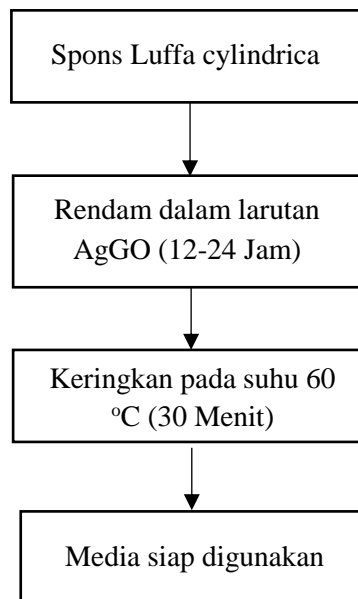 Spons Luffa cylindrica
Rendam dalam larutan
AgGO (12-24 Jam)
Keringkan pada suhu 60
°C (30 Menit)
Media siap digunakan